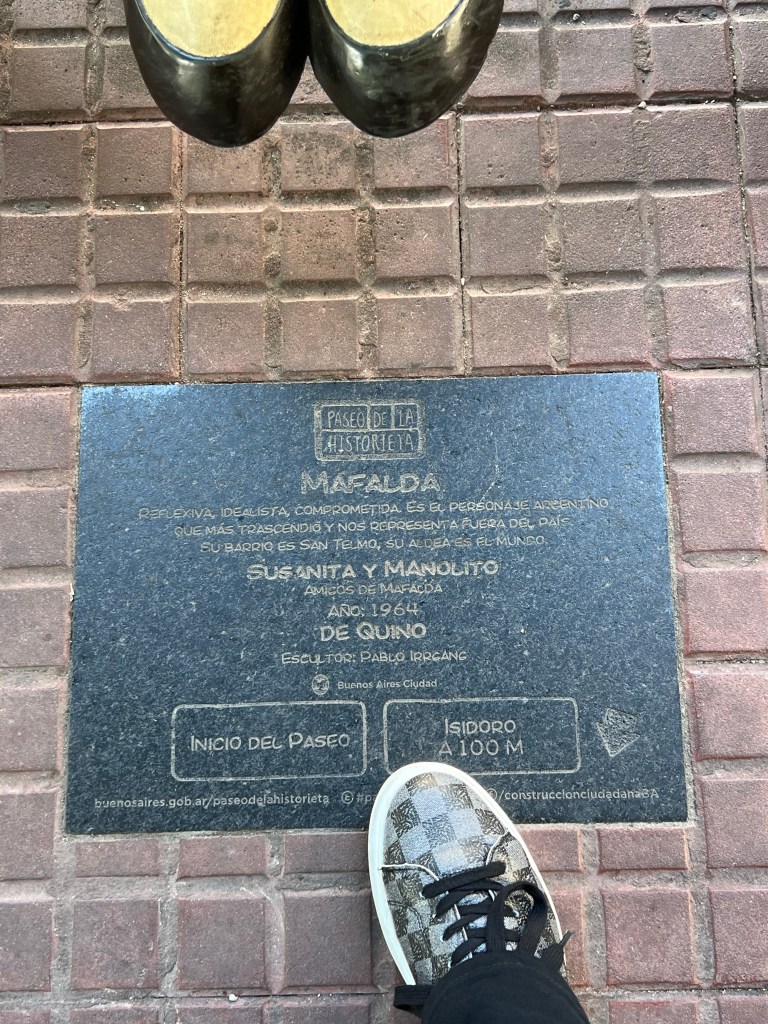 PASEO DE LA
HISTORIETA
MAFALDA
REFLEXIVA, IDEALISTA, COMPROMETIDA. ES EL PERSONAJE ARGENTINO
QUE MÁS TRASCENDIÓ Y NOS REPRESENTA FUERA DEL PAÍS.
SU BARRIO ES SAN TELMO, SU ALDEA ES EL MUNDO.
SUSANITA Y MANOLITO
AMIGOS DE MAFALDA
AÑO: 1964
DE QUINO
ESCULTOR: PABLO IRRGANG
Buenos Aires Ciudad
INICIO DEL PASEO
ISIDORO
A 100 M
buenosaires.gob.ar/paseodelahistorieta /construccionciudadanaBA